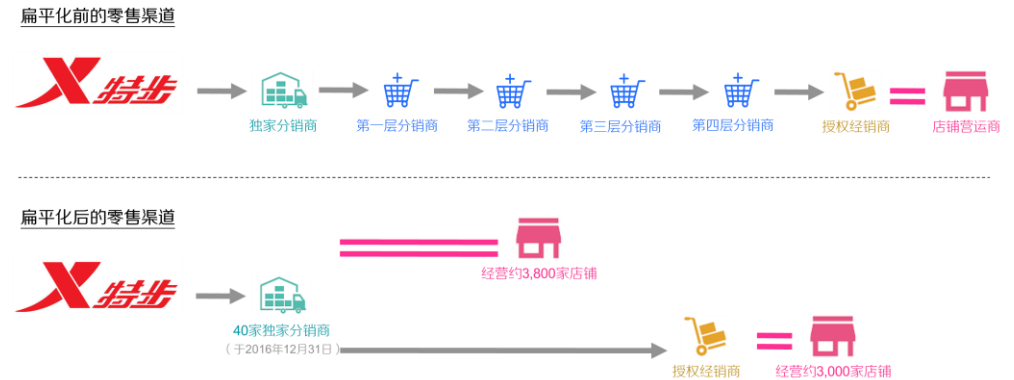 扁平化前的零售渠道
X特步
独家分销商
第一层分销商
第二层分销商
第三层分销商
第四层分销商
授权经销商
店铺营运商
扁平化后的零售渠道
X特步
经营约3,800家店铺
40家独家分销商
（于2016年12月31日）
授权经销商
经营约3,000家店铺